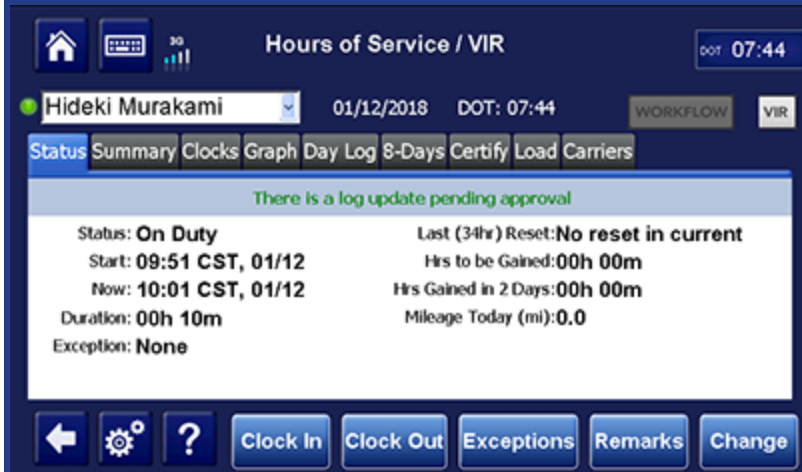 3G
Hours of Service / VIR
DOT 07:44
Hideki Murakami
01/12/2018 DOT: 07:44
WORKFLOW
VIR
Status Summary Clocks Graph Day Log 8-Days Certify Load Carriers
There is a log update pending approval
Status: On Duty
Start: 09:51 CST, 01/12
Now: 10:01 CST, 01/12
Duration: 00h 10m
Exception: None
Last (34hr) Reset:No reset in current
Hrs to be Gained:00h 00m
Hrs Gained in 2 Days:00h 00m
Mileage Today (mi):0.0
?
Clock In
Clock Out
Exceptions
Remarks
Change